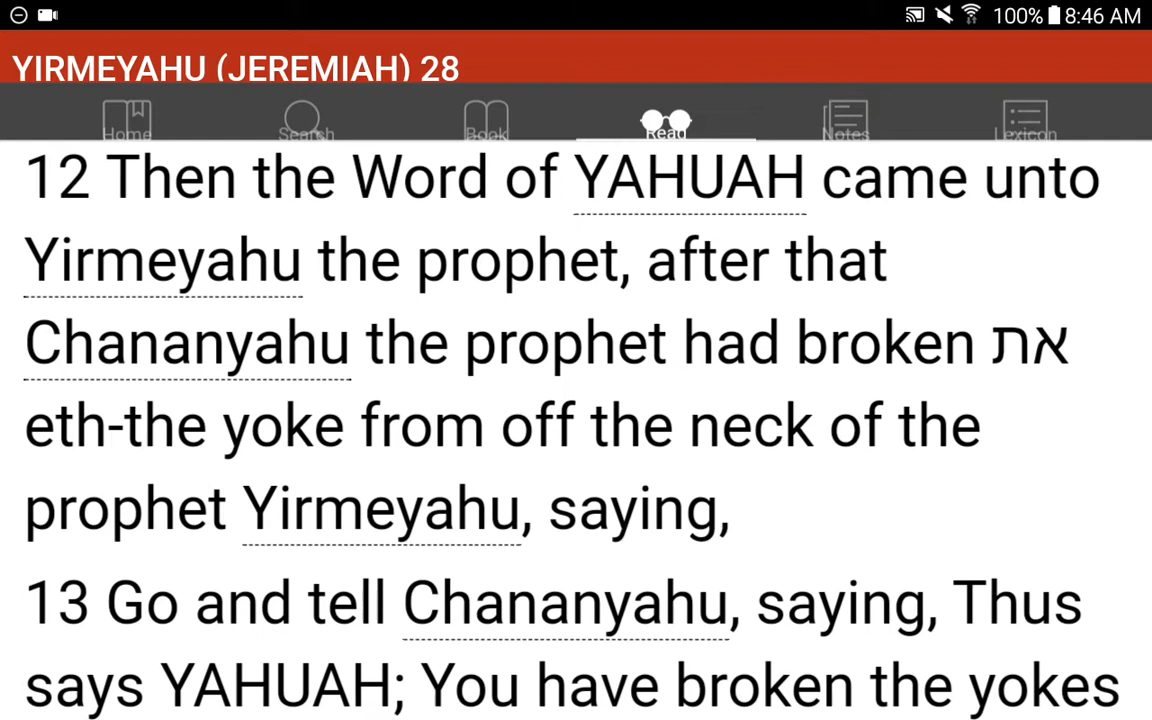 100% 8:46 AM
YIRMEYAHU (JEREMIAH) 28
Home Search Book Read Notes Lexicon
12 Then the Word of YAHUAH came unto
Yirmeyahu the prophet, after that
Chananyahu the prophet had broken את
eth-the yoke from off the neck of the
prophet Yirmeyahu, saying,
13 Go and tell Chananyahu, saying, Thus
says YAHUAH; You have broken the yokes